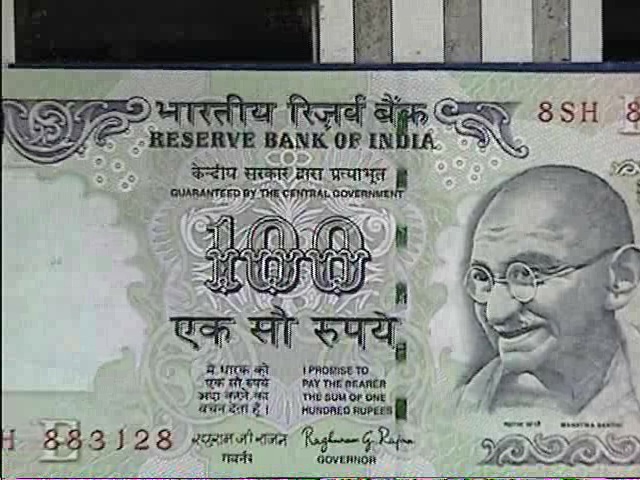 भारतीय रिज़र्व बैंक
8SH 8
RESERVE BANK OF INDIA
केन्द्रीय सरकार द्वारा प्रत्याभूत
GUARANTEED BY THE CENTRAL GOVERNMENT
100
एक सौ रुपये
मैं धारक को
एक सौ रुपये
अदा करने का
वचन देता हूँ ।
I PROMISE TO
PAY THE BEARER
THE SUM OF ONE
HUNDRED RUPEES
महात्मा गांधी MAHATMA GANDHI
H 883128
Raghuram G. Rajan
गवर्नर
GOVERNOR